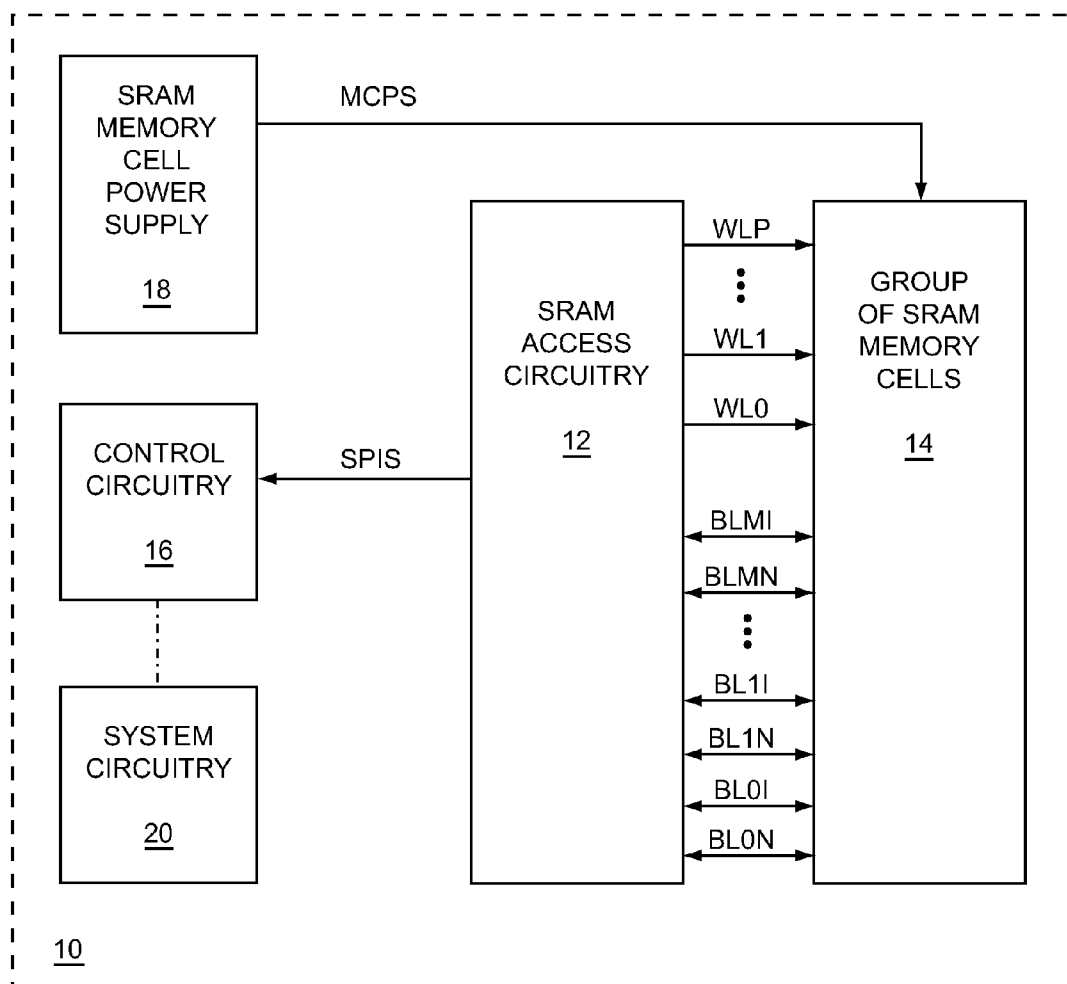 SRAM
MEMORY
CELL
POWER
SUPPLY
18
MCPS
CONTROL
CIRCUITRY
16
SPIS
SYSTEM
CIRCUITRY
20
SRAM
ACCESS
CIRCUITRY
12
WLP
WL1
WL0
BLMI
BLMN
BL1I
BL1N
BL0I
BL0N
GROUP
OF SRAM
MEMORY
CELLS
14
10